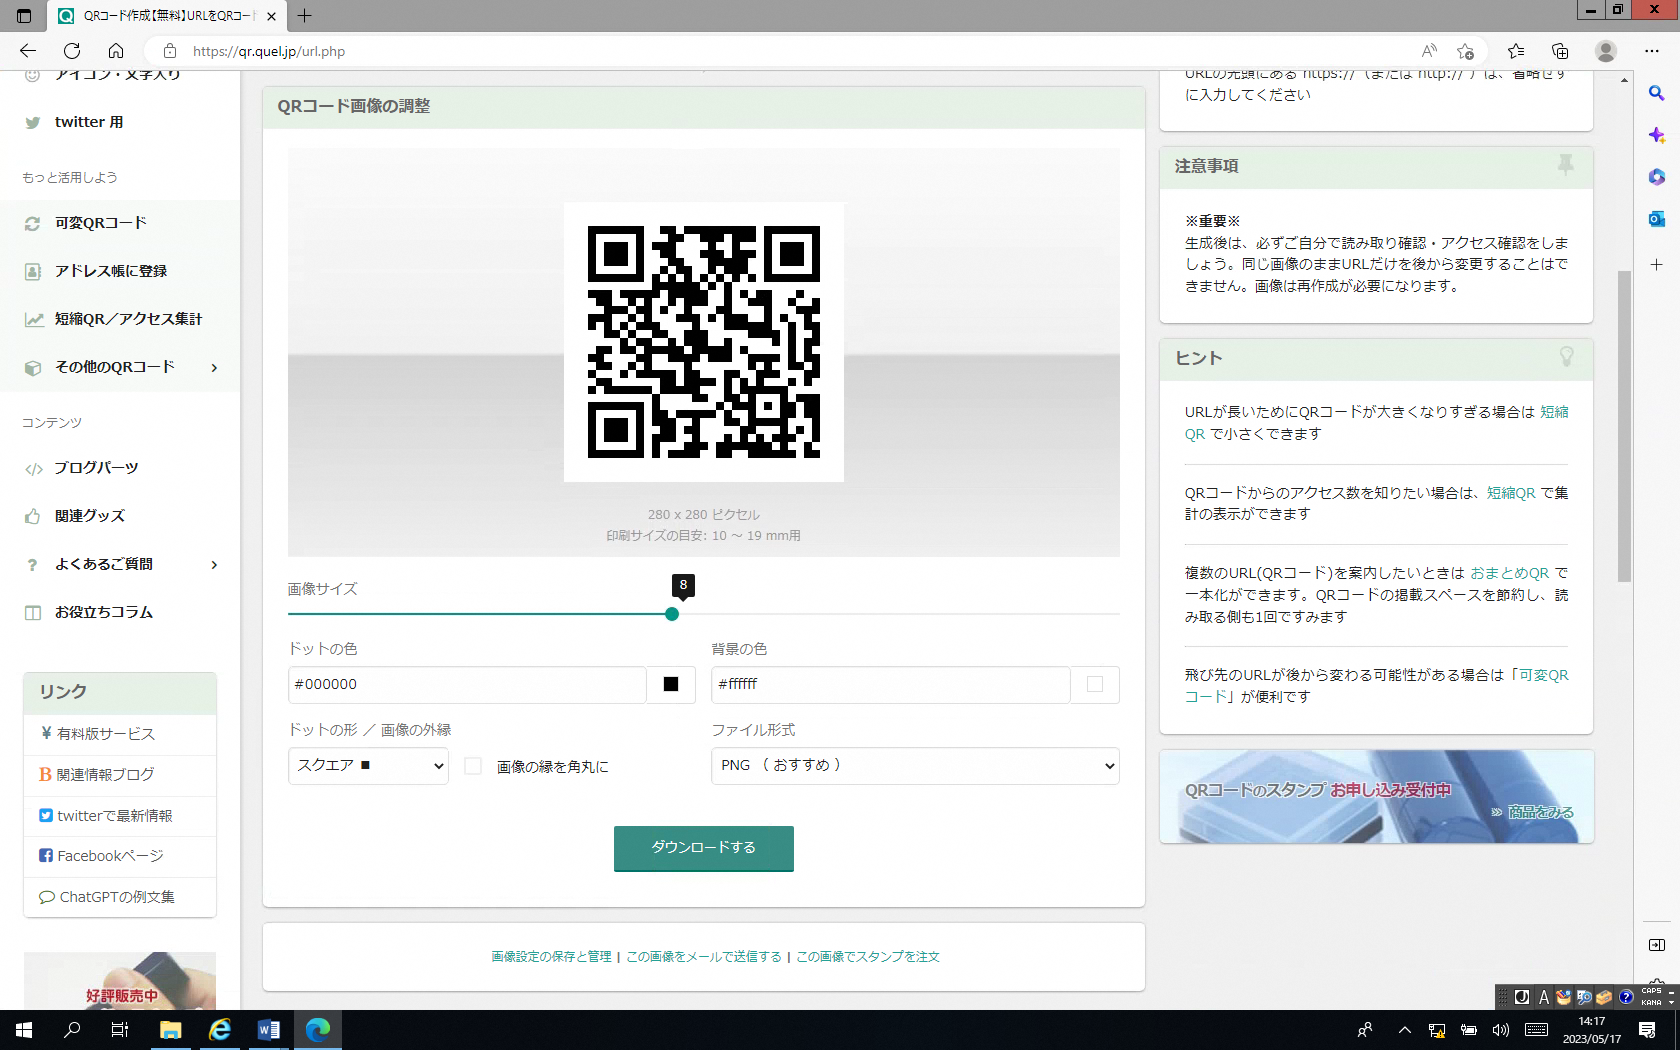 QRコード作成【無料】URLをQRコード
https://qr.quel.jp/url.php
アイコン・文字入り
twitter 用
もっと活用しよう
可変QRコード
アドレス帳に登録
短縮QR／アクセス集計
その他のQRコード
コンテンツ
ブログパーツ
関連グッズ
よくあるご質問
お役立ちコラム
リンク
有料版サービス
関連情報ブログ
twitterで最新情報
Facebookページ
ChatGPTの例文集
好評販売中
QRコード画像の調整
280 x 280 ピクセル
印刷サイズの目安: 10 ～ 19 mm用
画像サイズ
8
ドットの色
背景の色
#000000
#ffffff
ドットの形 ／ 画像の外縁
ファイル形式
スクエア ■
画像の縁を角丸に
PNG （ おすすめ ）
ダウンロードする
画像設定の保存と管理 | この画像をメールで送信する | この画像でスタンプを注文
URLの先頭にある https://（または http:// ）は、省略せず
に入力してください
注意事項
※重要※
生成後は、必ずご自分で読み取り確認・アクセス確認をしま
しょう。同じ画像のままURLだけを後から変更することはで
きません。画像は再作成が必要になります。
ヒント
URLが長いためにQRコードが大きくなりすぎる場合は 短縮
QR で小さくできます
QRコードからのアクセス数を知りたい場合は、短縮QR で集
計の表示ができます
複数のURL(QRコード)を案内したいときは おまとめQR で
一本化ができます。QRコードの掲載スペースを節約し、読
み取る側も1回ですみます
飛び先のURLが後から変わる可能性がある場合は「可変QR
コード」が便利です
QRコードのスタンプ お申し込み受付中
» 商品をみる
A
CAPS
KANA
14:17
2023/05/17